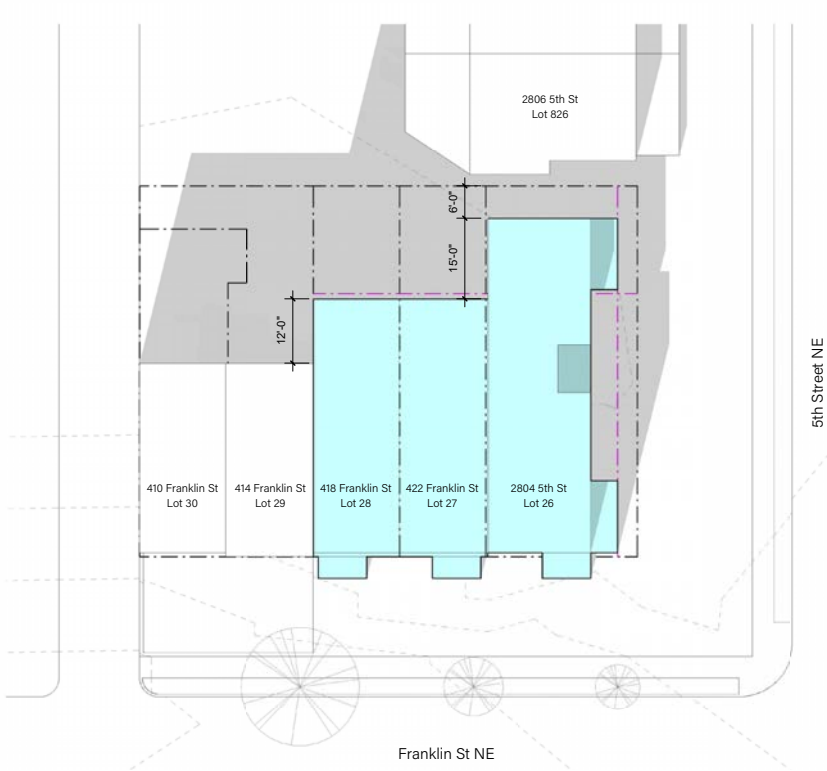 2806 5th St
Lot 826
6'-0"
15'-0"
12'-0"
5th Street NE
410 Franklin St
Lot 30
414 Franklin St
Lot 29
418 Franklin St
Lot 28
422 Franklin St
Lot 27
2804 5th St
Lot 26
Franklin St NE